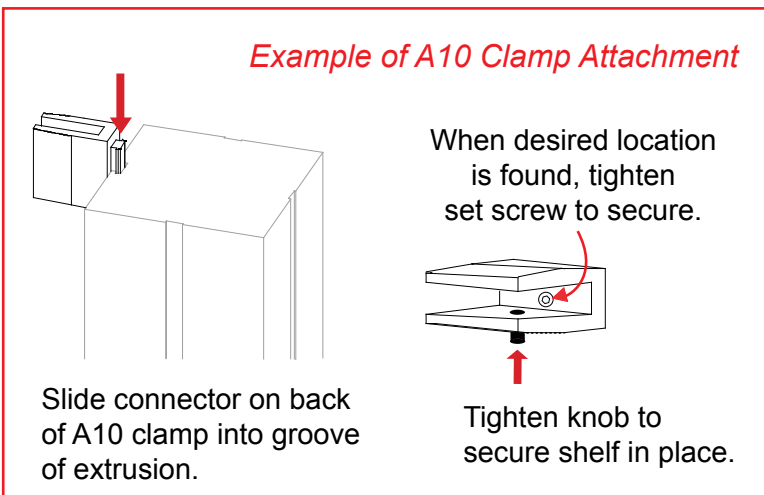 Example of A10 Clamp Attachment
When desired location
is found, tighten
set screw to secure.
Slide connector on back
of A10 clamp into groove
of extrusion.
Tighten knob to
secure shelf in place.